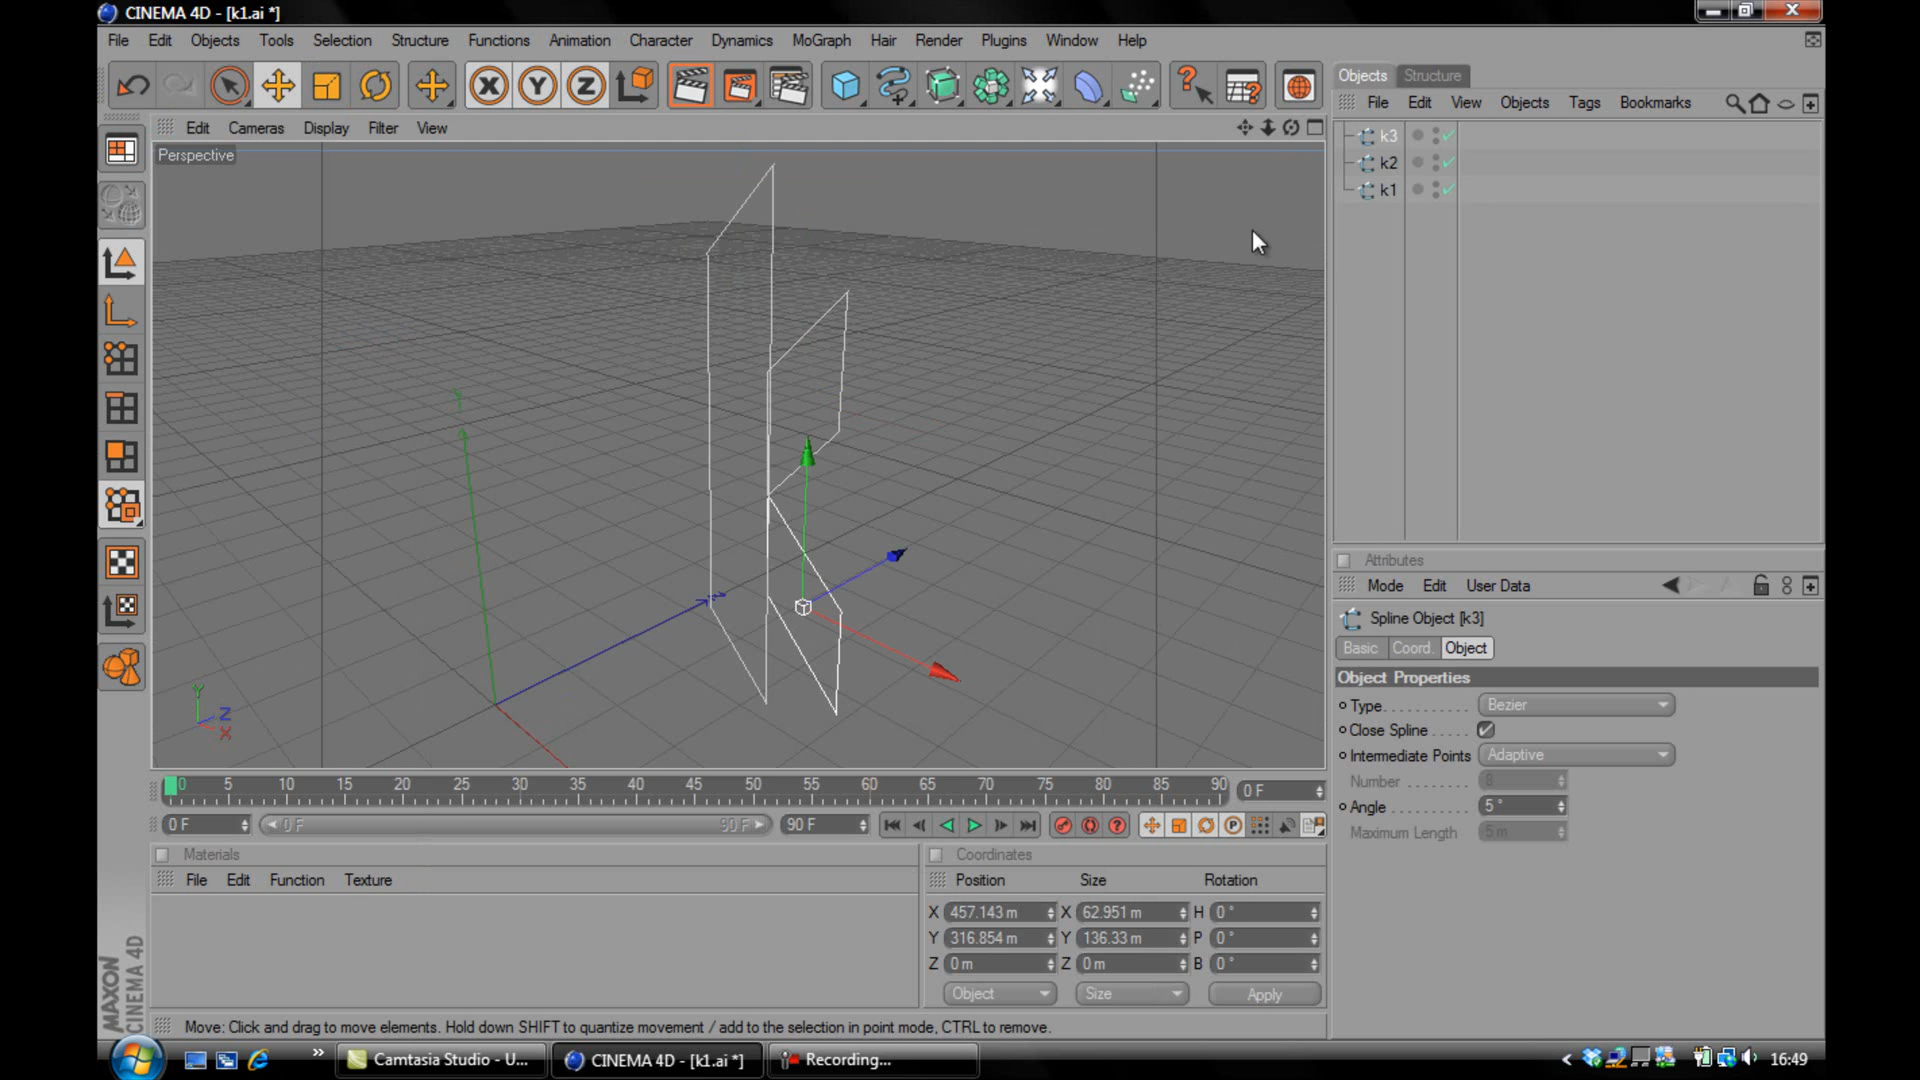 CINEMA 4D - [k1.ai *]
File Edit Objects Tools Selection Structure Functions Animation Character Dynamics MoGraph Hair Render Plugins Window Help
X Y Z
Objects Structure
File Edit View Objects Tags Bookmarks
Edit Cameras Display Filter View
Perspective
k3
k2
k1
Y
Y
Z
X
Attributes
Mode Edit User Data
Spline Object [k3]
Basic Coord. Object
Object Properties
Type . . . . . . . . . . Bezier
Close Spline . . . . .
Intermediate Points Adaptive
Number . . . . . . . 8
Angle . . . . . . . . . 5 °
Maximum Length 5 m
0 5 10 15 20 25 30 35 40 45 50 55 60 65 70 75 80 85 90 0 F
0 F 0 F 90 F 90 F
Materials
File Edit Function Texture
Coordinates
Position Size Rotation
X 457.143 m X 62.951 m H 0 °
Y 316.854 m Y 136.33 m P 0 °
Z 0 m Z 0 m B 0 °
Object Size Apply
MAXON
CINEMA 4D
Move: Click and drag to move elements. Hold down SHIFT to quantize movement / add to the selection in point mode, CTRL to remove.
Camtasia Studio - U... CINEMA 4D - [k1.ai *] Recording... 16:49